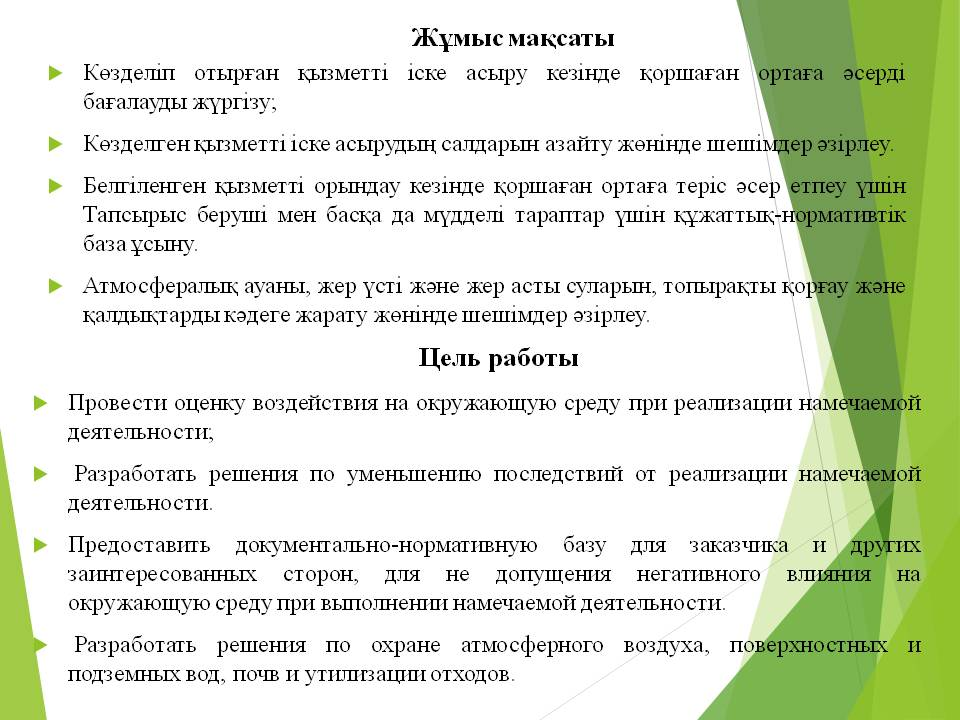 Жұмыс мақсаты
Көзделіп отырған қызметті іске асыру кезінде қоршаған ортаға әсерді
бағалауды жүргізу;
Көзделген қызметті іске асырудың салдарын азайту жөнінде шешімдер әзірлеу.
Белгіленген қызметті орындау кезінде қоршаған ортаға теріс әсер етпеу үшін
Тапсырыс беруші мен басқа да мүдделі тараптар үшін құжаттық-нормативтік
база ұсыну.
Атмосфералық ауаны, жер үсті және жер асты суларын, топырақты қорғау және
қалдықтарды кәдеге жарату жөнінде шешімдер әзірлеу.
Цель работы
Провести оценку воздействия на окружающую среду при реализации намечаемой
деятельности;
Разработать решения по уменьшению последствий от реализации намечаемой
деятельности.
Предоставить документально-нормативную базу для заказчика и других
заинтересованных сторон, для не допущения негативного влияния на
окружающую среду при выполнении намечаемой деятельности.
Разработать решения по охране атмосферного воздуха, поверхностных и
подземных вод, почв и утилизации отходов.